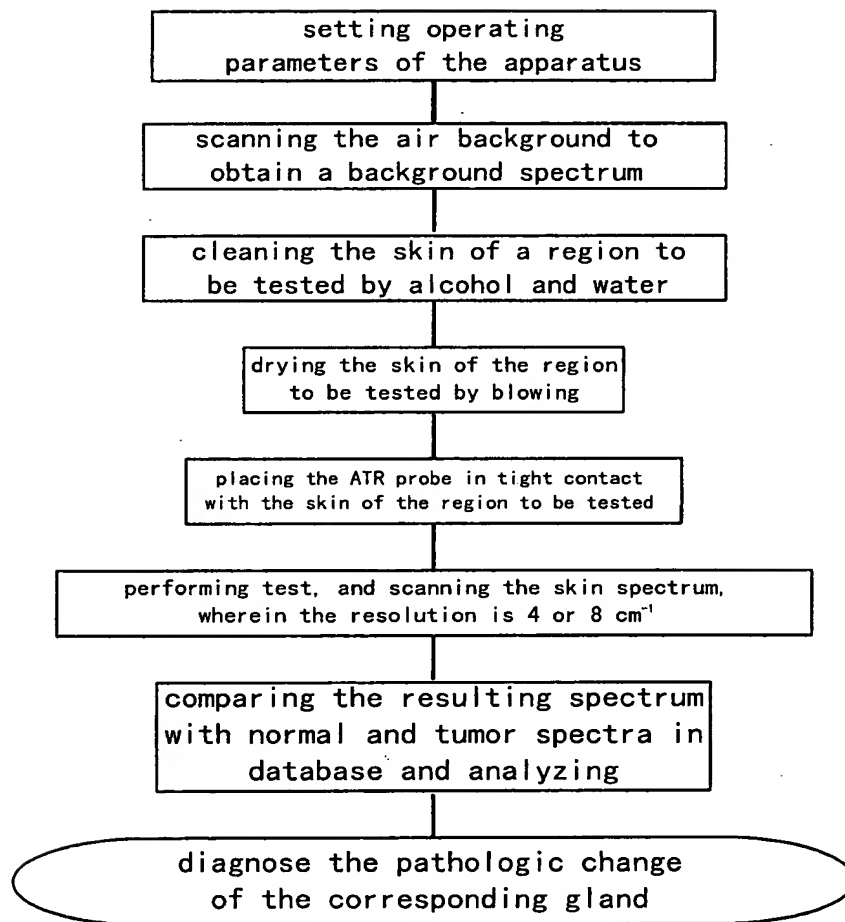 setting operating
parameters of the apparatus
scanning the air background to
obtain a background spectrum
cleaning the skin of a region to
be tested by alcohol and water
drying the skin of the region
to be tested by blowing
placing the ATR probe in tight contact
with the skin of the region to be tested
performing test, and scanning the skin spectrum,
wherein the resolution is 4 or 8 cm⁻¹
comparing the resulting spectrum
with normal and tumor spectra in
database and analyzing
diagnose the pathologic change
of the corresponding gland